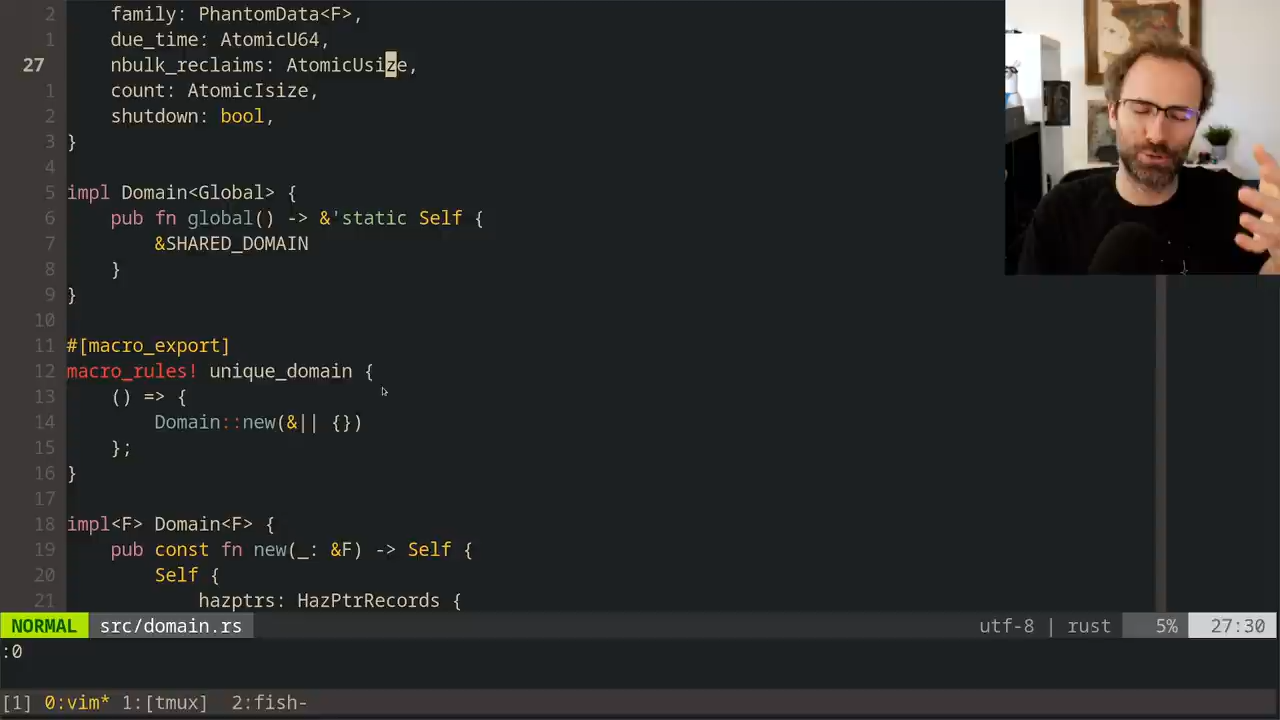 2 family: PhantomData<F>,
1 due_time: AtomicU64,
27 nbulk_reclaims: AtomicUsize,
1 count: AtomicIsize,
2 shutdown: bool,
3 }
4
5 impl Domain<Global> {
6 pub fn global() -> &'static Self {
7 &SHARED_DOMAIN
8 }
9 }
10
11 #[macro_export]
12 macro_rules! unique_domain {
13 () => {
14 Domain::new(&|| {})
15 };
16 }
17
18 impl<F> Domain<F> {
19 pub const fn new(_: &F) -> Self {
20 Self {
21 hazptrs: HazPtrRecords {
NORMAL src/domain.rs utf-8 | rust 5% 27:30
:0
[1] 0:vim* 1:[tmux] 2:fish-